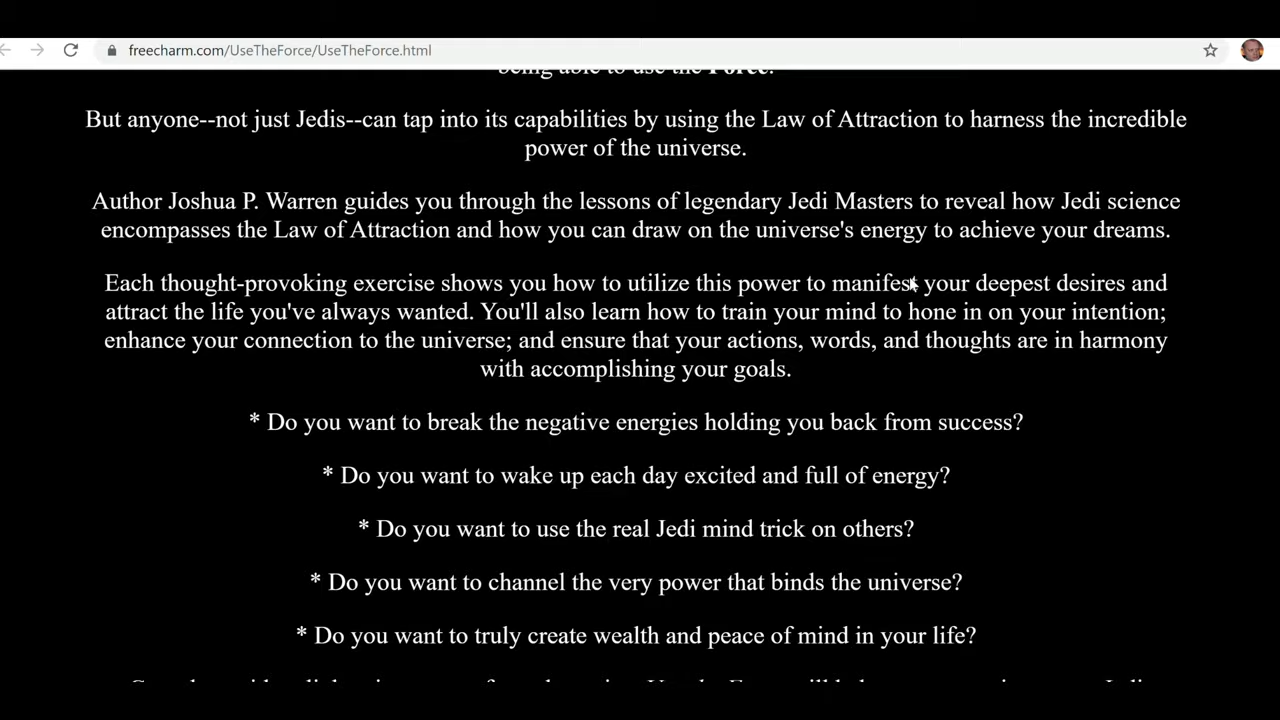 freecharm.com/UseTheForce/UseTheForce.html
being able to use the Force.
But anyone--not just Jedis--can tap into its capabilities by using the Law of Attraction to harness the incredible
power of the universe.
Author Joshua P. Warren guides you through the lessons of legendary Jedi Masters to reveal how Jedi science
encompasses the Law of Attraction and how you can draw on the universe's energy to achieve your dreams.
Each thought-provoking exercise shows you how to utilize this power to manifest your deepest desires and
attract the life you've always wanted. You'll also learn how to train your mind to hone in on your intention;
enhance your connection to the universe; and ensure that your actions, words, and thoughts are in harmony
with accomplishing your goals.
* Do you want to break the negative energies holding you back from success?
* Do you want to wake up each day excited and full of energy?
* Do you want to use the real Jedi mind trick on others?
* Do you want to channel the very power that binds the universe?
* Do you want to truly create wealth and peace of mind in your life?